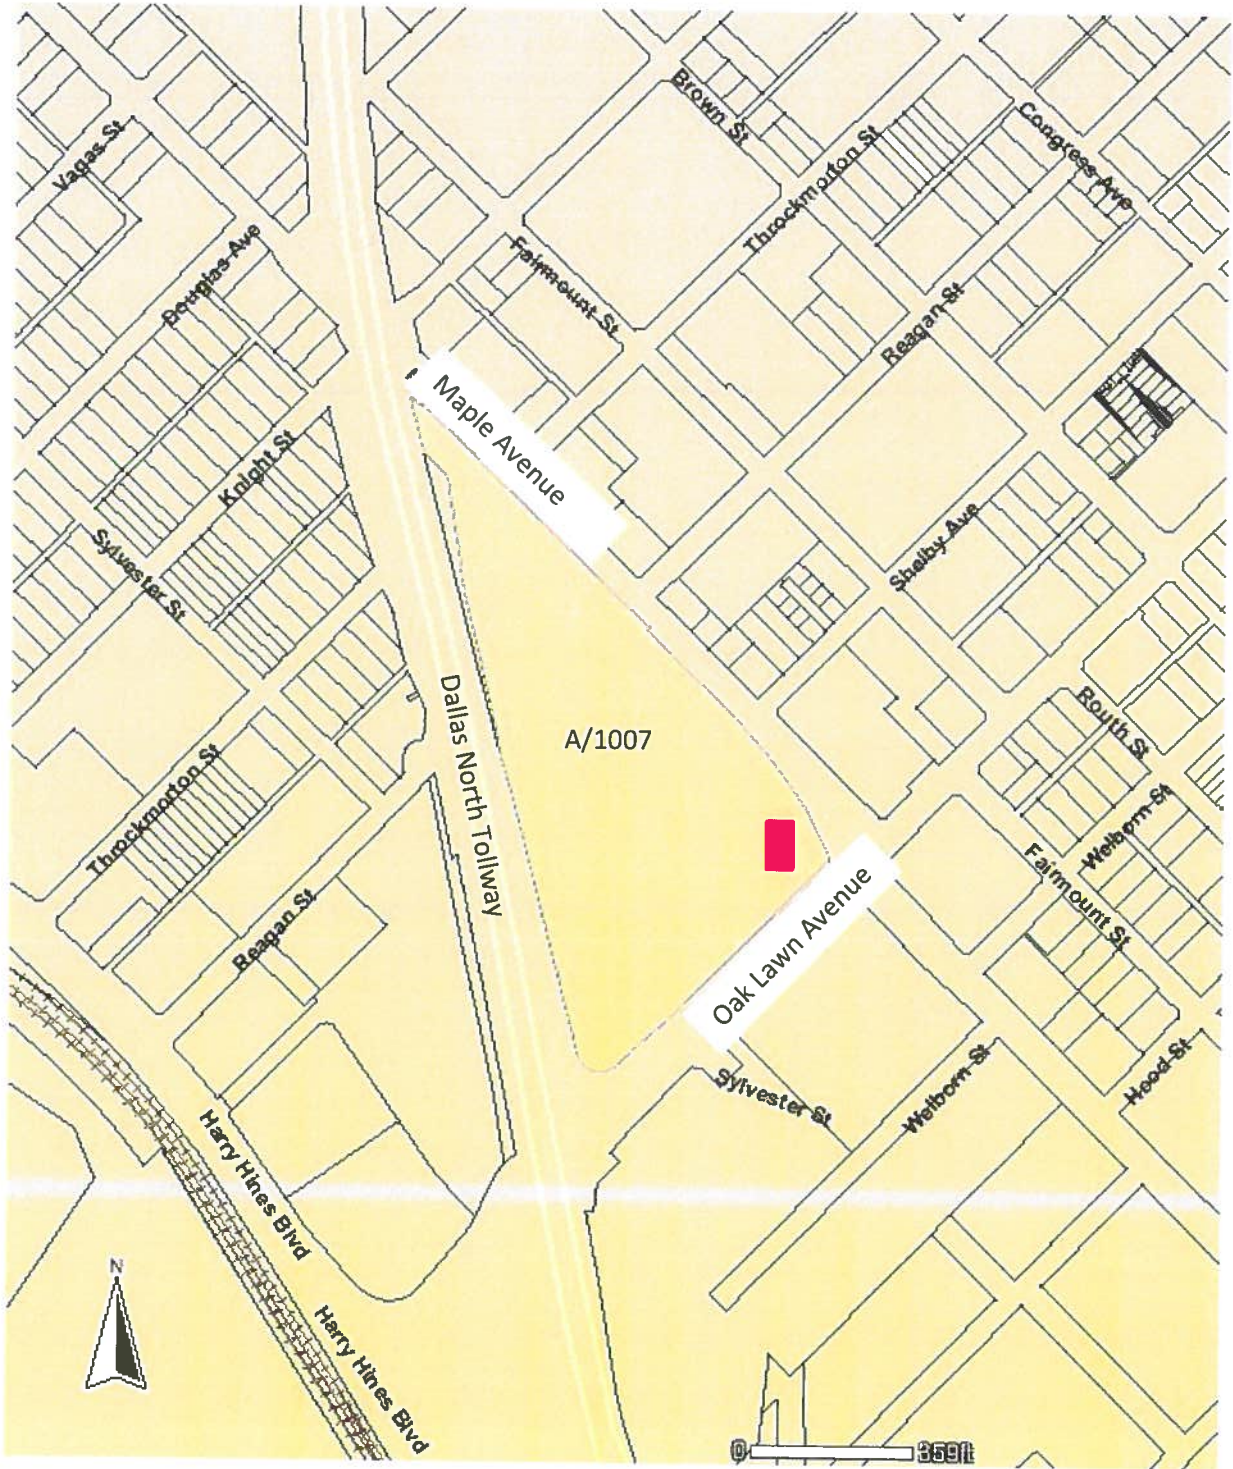 Brown St
Congress Ave
Vagas St
Throckmorton St
Douglas Ave
Fairmount St
Reagan St
Maple Avenue
Knight St
Shelby Ave
Sylvester St
Dallas North Tollway
A/1007
Routh St
Throckmorton St
Welborn St
Oak Lawn Avenue
Fairmount St
Reagan St
Sylvester St
Welborn St
Hood St
Harry Hines Blvd
N
Harry Hines Blvd
0 359ft